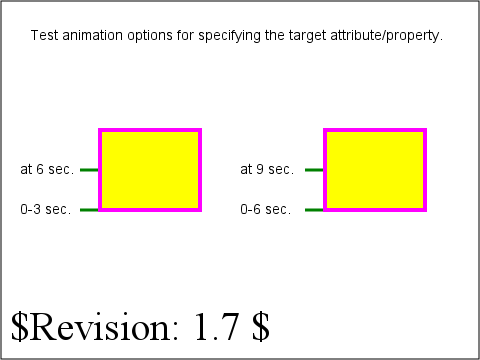 Test animation options for specifying the target attribute/property.
at 6 sec.
at 9 sec.
0-3 sec.
0-6 sec.
$Revision: 1.7 $